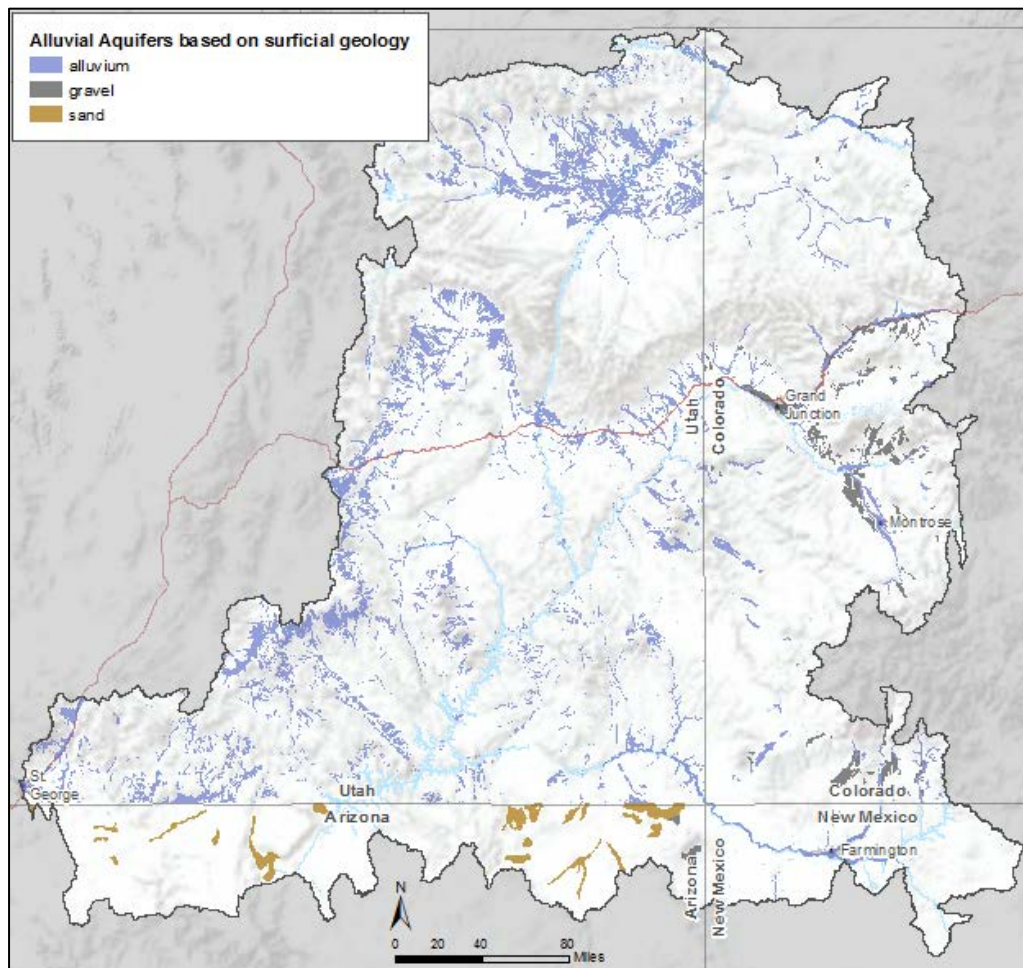 Alluvial Aquifers based on surficial geology
alluvium
gravel
sand
Utah
Colorado
Grand
Junction
Montrose
St.
George
Utah
Arizona
Colorado
New Mexico
Farmington
Arizona
New Mexico
N
0 20 40 80
Miles